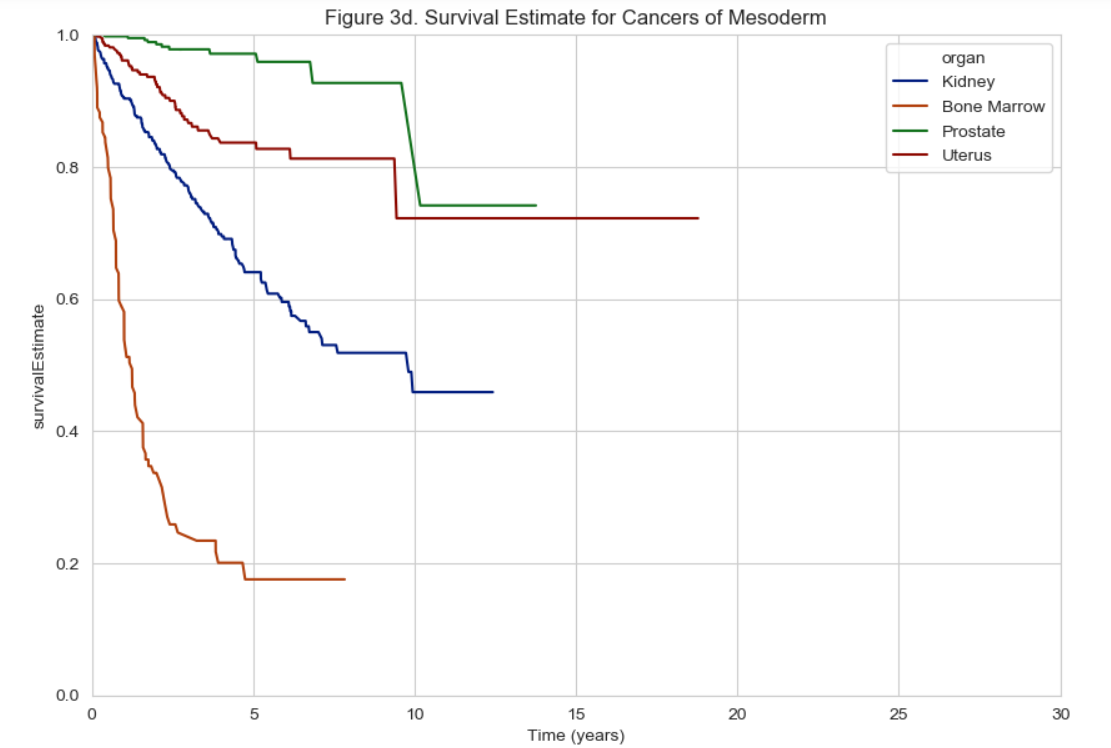 Figure 3d. Survival Estimate for Cancers of Mesoderm
1.0
0.8
0.6
0.4
0.2
0.0
survivalEstimate
organ
Kidney
Bone Marrow
Prostate
Uterus
0 5 10 15 20 25 30
Time (years)